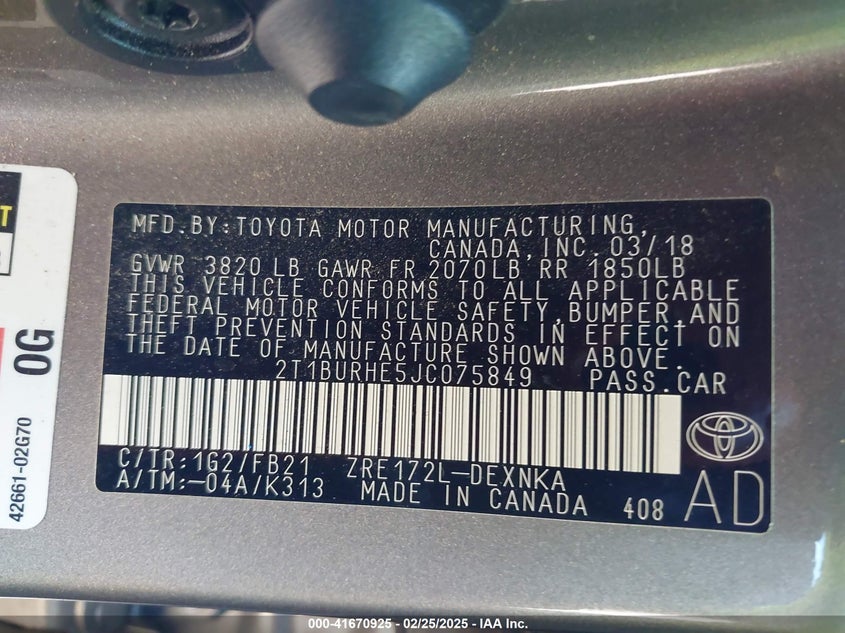 MFD.BY:TOYOTA MOTOR MANUFACTURING,
CANADA,INC. 03/18
GVWR 3820 LB GAWR FR 2070LB RR 1850LB
THIS VEHICLE CONFORMS TO ALL APPLICABLE
FEDERAL MOTOR VEHICLE SAFETY,BUMPER,AND
THEFT PREVENTION STANDARDS IN EFFECT ON
THE DATE OF MANUFACTURE SHOWN ABOVE.
2T1BURHE5JC075849 PASS.CAR
C/TR:1G2/FB21 ZRE172L-DEXNKA
A/TM:-04A/K313 MADE IN CANADA 408 AD
0G
42661-02G70
000-41670925 - 02/25/2025 - IAA Inc.